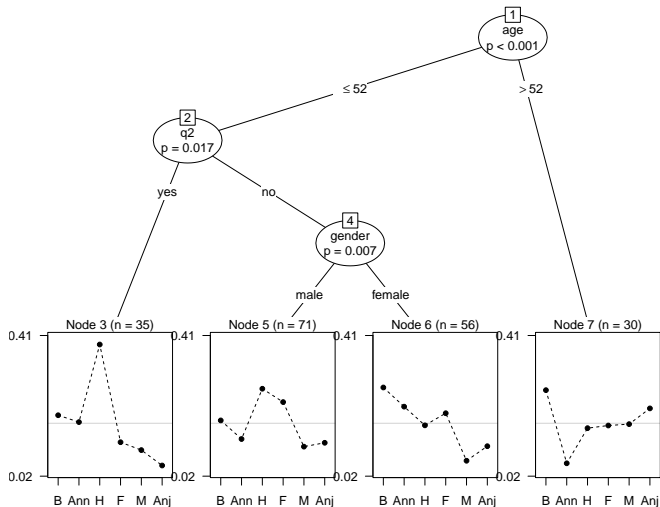 1
age
p < 0.001
≤ 52
> 52
2
q2
p = 0.017
yes
no
4
gender
p = 0.007
male
female
Node 3 (n = 35)
0.41
0.02
B Ann H F M Anj
Node 5 (n = 71)
0.41
0.02
B Ann H F M Anj
Node 6 (n = 56)
0.41
0.02
B Ann H F M Anj
Node 7 (n = 30)
0.41
0.02
B Ann H F M Anj